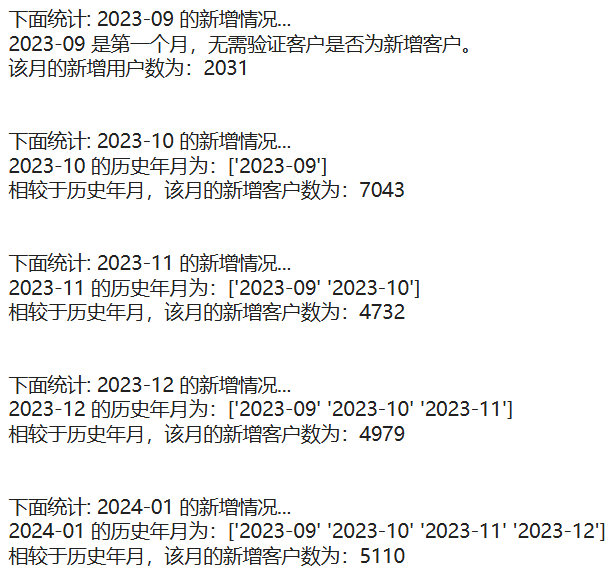 下面统计: 2023-09 的新增情况...
2023-09 是第一个月，无需验证客户是否为新增客户。
该月的新增用户数为：2031
下面统计: 2023-10 的新增情况...
2023-10 的历史年月为：['2023-09']
相较于历史年月，该月的新增客户数为：7043
下面统计: 2023-11 的新增情况...
2023-11 的历史年月为：['2023-09' '2023-10']
相较于历史年月，该月的新增客户数为：4732
下面统计: 2023-12 的新增情况...
2023-12 的历史年月为：['2023-09' '2023-10' '2023-11']
相较于历史年月，该月的新增客户数为：4979
下面统计: 2024-01 的新增情况...
2024-01 的历史年月为：['2023-09' '2023-10' '2023-11' '2023-12']
相较于历史年月，该月的新增客户数为：5110